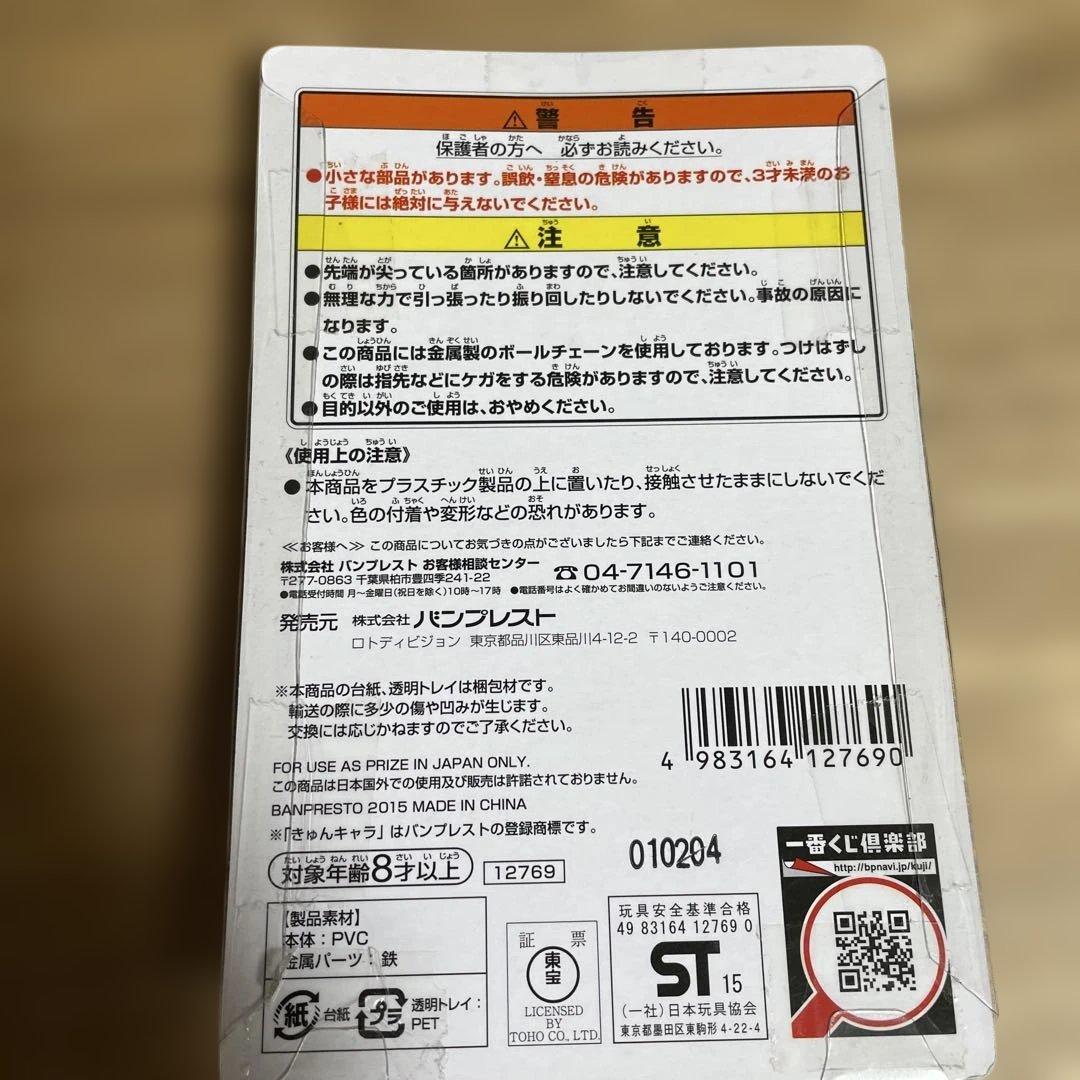 ⚠警告
保護者の方へ 必ずお読みください。
●小さな部品があります。誤飲・窒息の危険がありますので、3才未満のお
子様には絶対に与えないでください。
⚠注意
●先端が尖っている箇所がありますので、注意してください。
●無理な力で引っ張ったり振り回したりしないでください。事故の原因に
なります。
●この商品には金属製のボールチェーンを使用しております。つけはずし
の際は指先などにケガをする危険がありますので、注意してください。
●目的以外のご使用は、おやめください。
《使用上の注意》
●本商品をプラスチック製品の上に置いたり、接触させたままにしないでくだ
さい。色の付着や変形などの恐れがあります。
≪お客様へ≫ この商品についてお気づきの点がございましたら下記までご連絡ください。
株式会社 バンプレスト お客様相談センター
〒277-0863 千葉県柏市豊四季241-22
☎04-7146-1101
●電話受付時間 月～金曜日(祝日を除く)10時～17時 ●電話番号はよく確かめてお間違いのないようご注意ください。
発売元 株式会社 バンプレスト
ロトディビジョン 東京都品川区東品川4-12-2 〒140-0002
※本商品の台紙、透明トレイは梱包材です。
輸送の際に多少の傷や凹みが生じます。
交換には応じかねますのでご了承ください。
4 983164 127690
FOR USE AS PRIZE IN JAPAN ONLY.
この商品は日本国外での使用及び販売は許諾されておりません。
BANPRESTO 2015 MADE IN CHINA
※「きゅんキャラ」はバンプレストの登録商標です。
010204
対象年齢8才以上
12769
一番くじ倶楽部
http://bpnavi.jp/kuji/
【製品素材】
本体：PVC
金属パーツ：鉄
紙 台紙
プラ 透明トレイ：
PET
証票
東宝
LICENSED
BY
TOHO CO., LTD.
玩具安全基準合格
49 83164 12769 0
ST 15
(一社)日本玩具協会
東京都墨田区東駒形 4-22-4